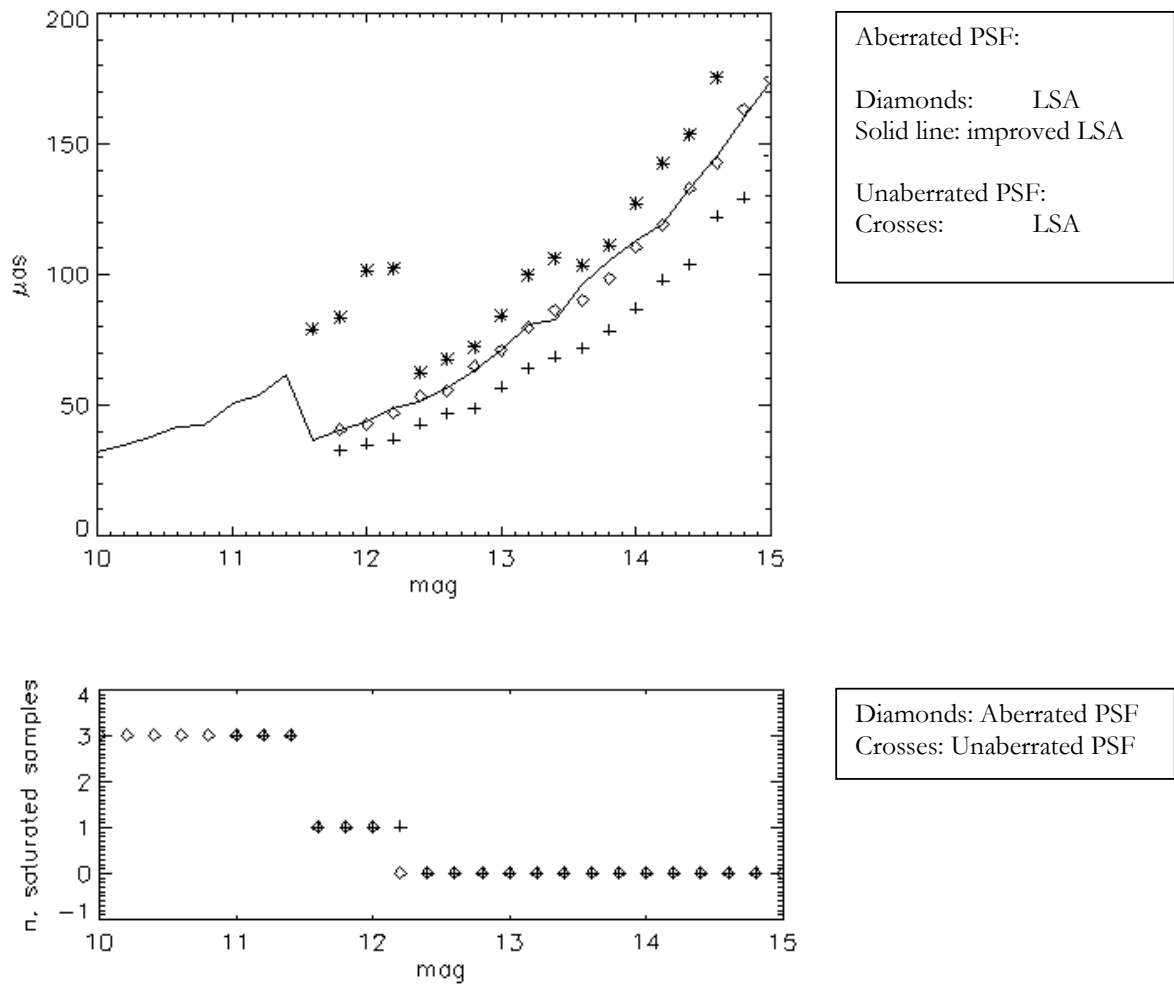 200
150
100
50
0
μas
10 11 12 13 14 15
mag
Aberrated PSF:
Diamonds: LSA
Solid line: improved LSA
Unaberrated PSF:
Crosses: LSA
4
3
2
1
0
−1
n. saturated samples
10 11 12 13 14 15
mag
Diamonds: Aberrated PSF
Crosses: Unaberrated PSF